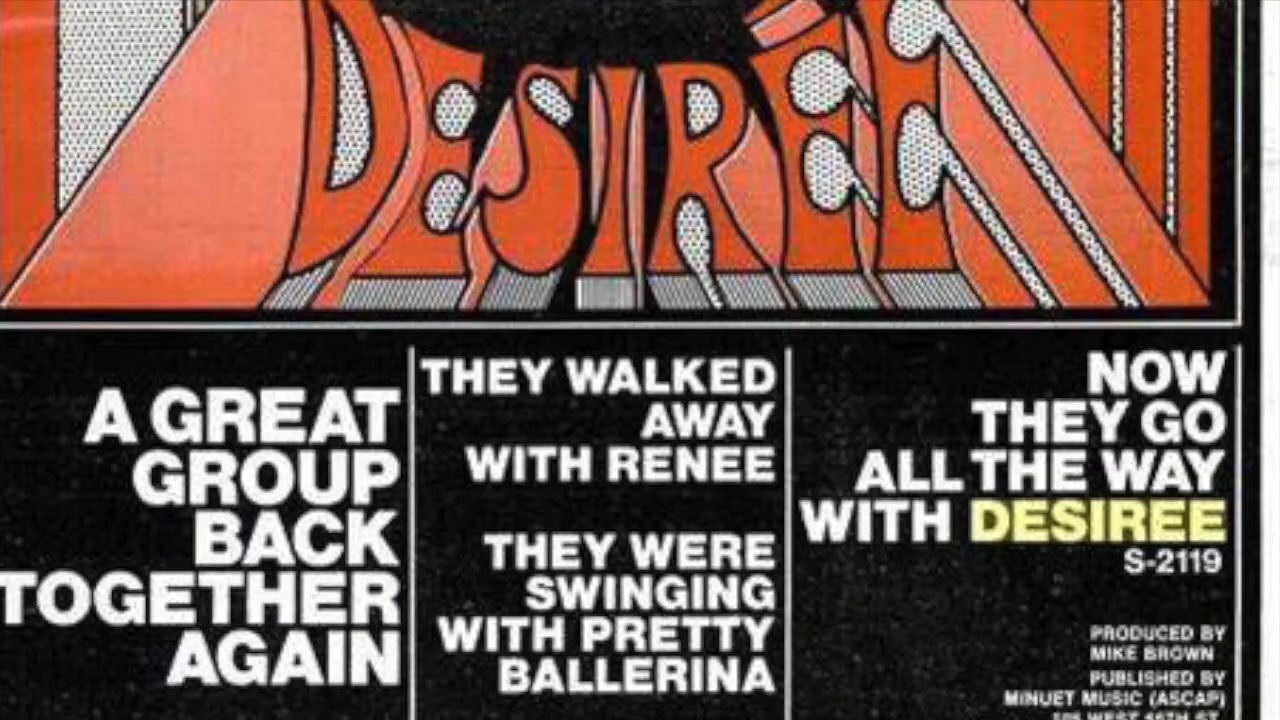 DESIREE
A GREAT
GROUP
BACK
TOGETHER
AGAIN
THEY WALKED
AWAY
WITH RENEE
THEY WERE
SWINGING
WITH PRETTY
BALLERINA
NOW
THEY GO
ALL THE WAY
WITH DESIREE
S-2119
PRODUCED BY
MIKE BROWN
PUBLISHED BY
MINUET MUSIC (ASCAP)